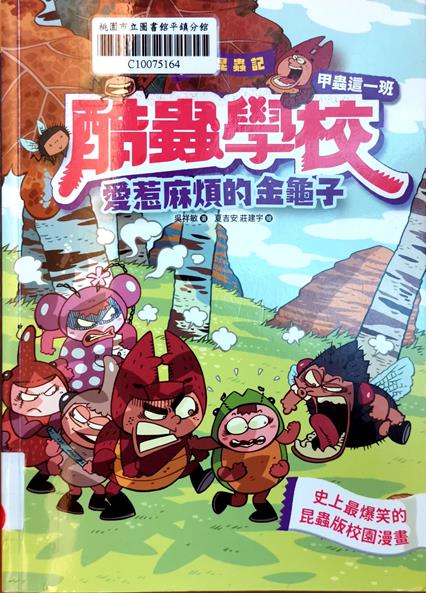 桃園市立圖書館平鎮分館
C10075164
昆蟲記
甲蟲這一班
酷蟲學校
愛惹麻煩的金龜子
吳祥敏 著 夏吉安 莊建宇 繪
史上最爆笑的
昆蟲版校園漫畫